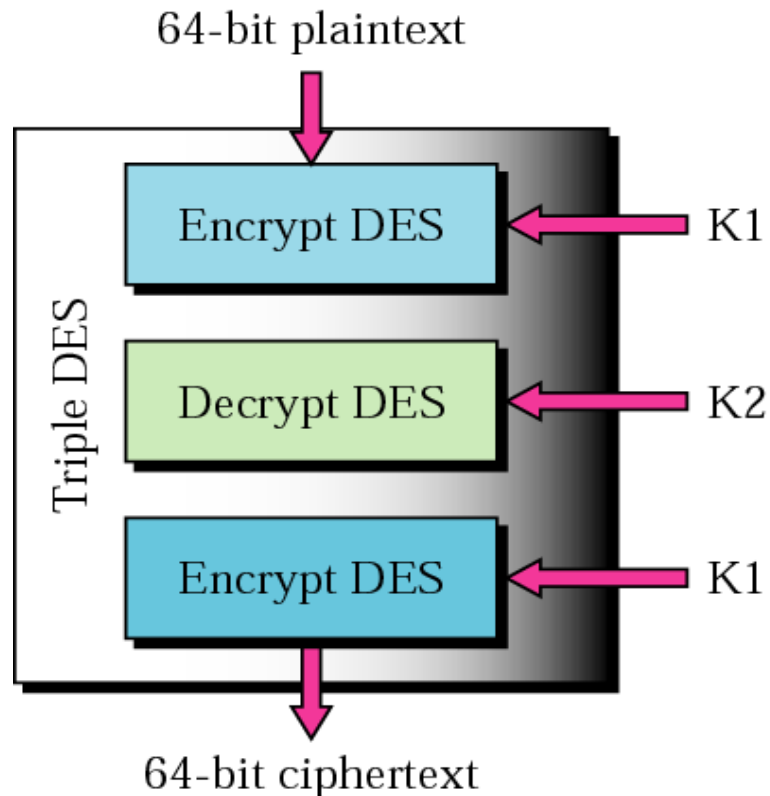 64-bit plaintext
Triple DES
Encrypt DES
K1
Decrypt DES
K2
Encrypt DES
K1
64-bit ciphertext